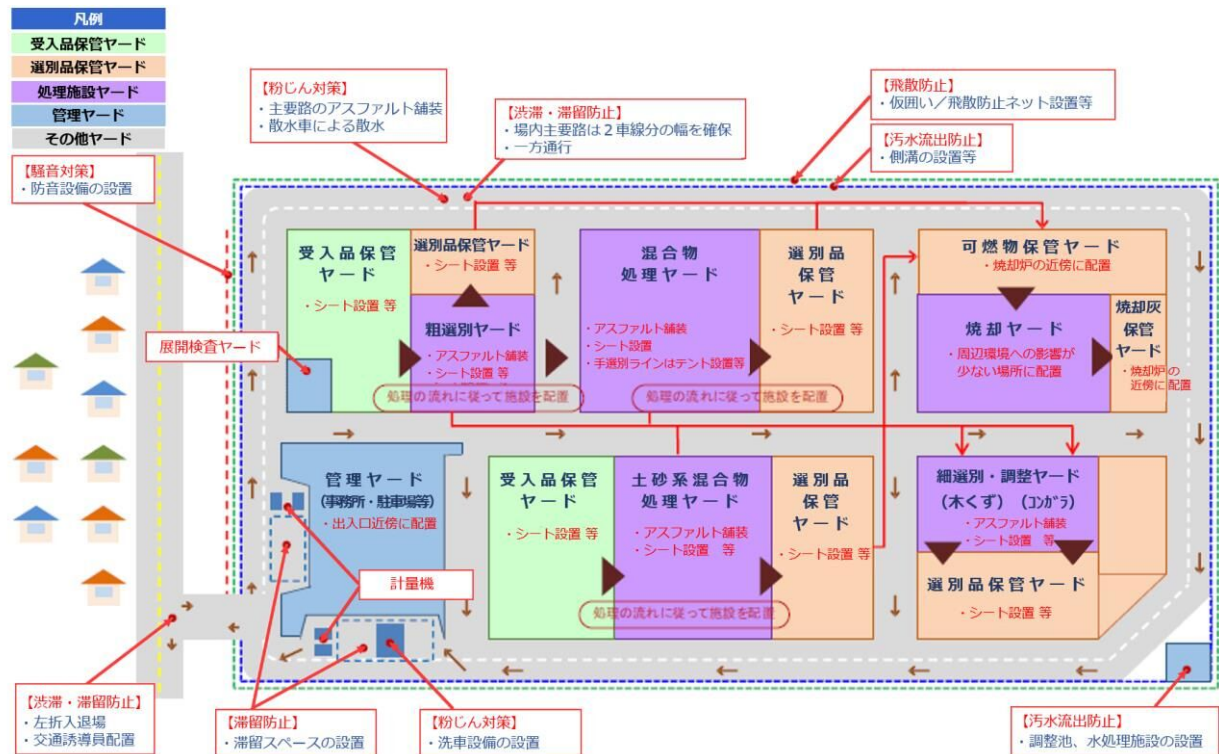 凡例
受入品保管ヤード
選別品保管ヤード
処理施設ヤード
管理ヤード
その他ヤード
【騒音対策】
・防音設備の設置
【粉じん対策】
・主要路のアスファルト舗装
・散水車による散水
【渋滞・滞留防止】
・場内主要路は２車線分の幅を確保
・一方通行
【飛散防止】
・仮囲い／飛散防止ネット設置等
【汚水流出防止】
・側溝の設置等
受入品保管
ヤード
・シート設置 等
展開検査ヤード
選別品保管ヤード
・シート設置 等
粗選別ヤード
・アスファルト舗装
・シート設置 等
処理の流れに従って施設を配置
混合物
処理ヤード
・アスファルト舗装
・シート設置
・手選別ラインはテント設置等
選別品
保管
ヤード
・シート設置 等
処理の流れに従って施設を配置
可燃物保管ヤード
・焼却炉の近傍に配置
焼却ヤード
・周辺環境への影響が
少ない場所に配置
焼却灰
保管
ヤード
・焼却炉の
近傍に配置
管理ヤード
(事務所・駐車場等)
・出入口近傍に配置
計量機
受入品保管
ヤード
・シート設置 等
土砂系混合物
処理ヤード
・アスファルト舗装
・シート設置 等
選別品
保管
ヤード
・シート設置 等
処理の流れに従って施設を配置
細選別・調整ヤード
(木くず) (コンガラ)
・アスファルト舗装
・シート設置 等
選別品保管ヤード
・シート設置 等
【渋滞・滞留防止】
・左折入退場
・交通誘導員配置
【滞留防止】
・滞留スペースの設置
【粉じん対策】
・洗車設備の設置
【汚水流出防止】
・調整池、水処理施設の設置